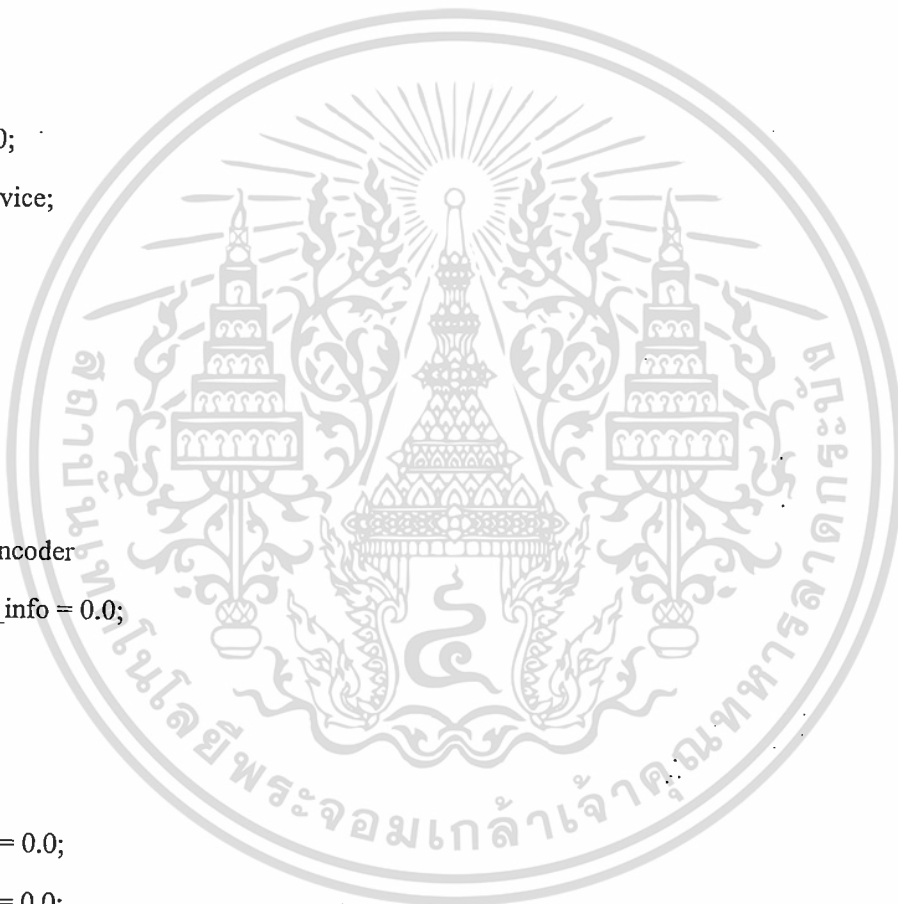 0;
vice;
ncoder
_info = 0.0;
= 0.0;
= 0.0;
สถาบันเทคโนโลยีพระจอมเกล้าเจ้าคุณทหารลาดกระบัง